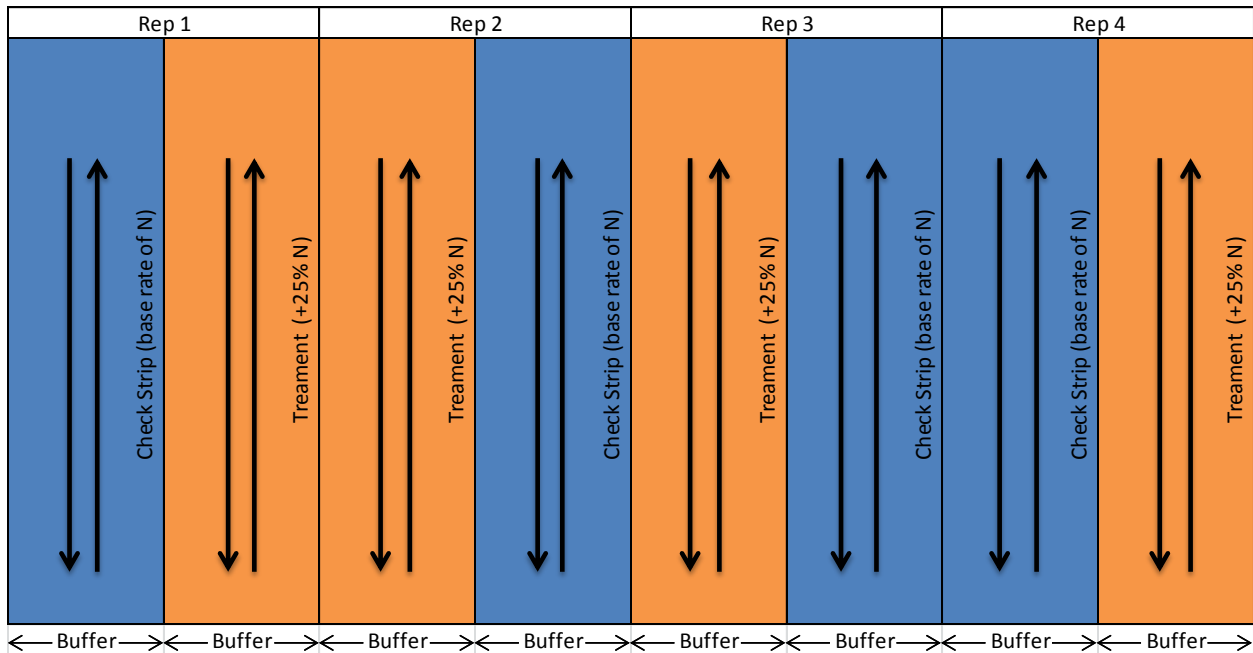 Rep 1
Rep 2
Rep 3
Rep 4
Check Strip (base rate of N)
Treament (+25% N)
Treament (+25% N)
Check Strip (base rate of N)
Treament (+25% N)
Check Strip (base rate of N)
Check Strip (base rate of N)
Treament (+25% N)
Buffer
Buffer
Buffer
Buffer
Buffer
Buffer
Buffer
Buffer